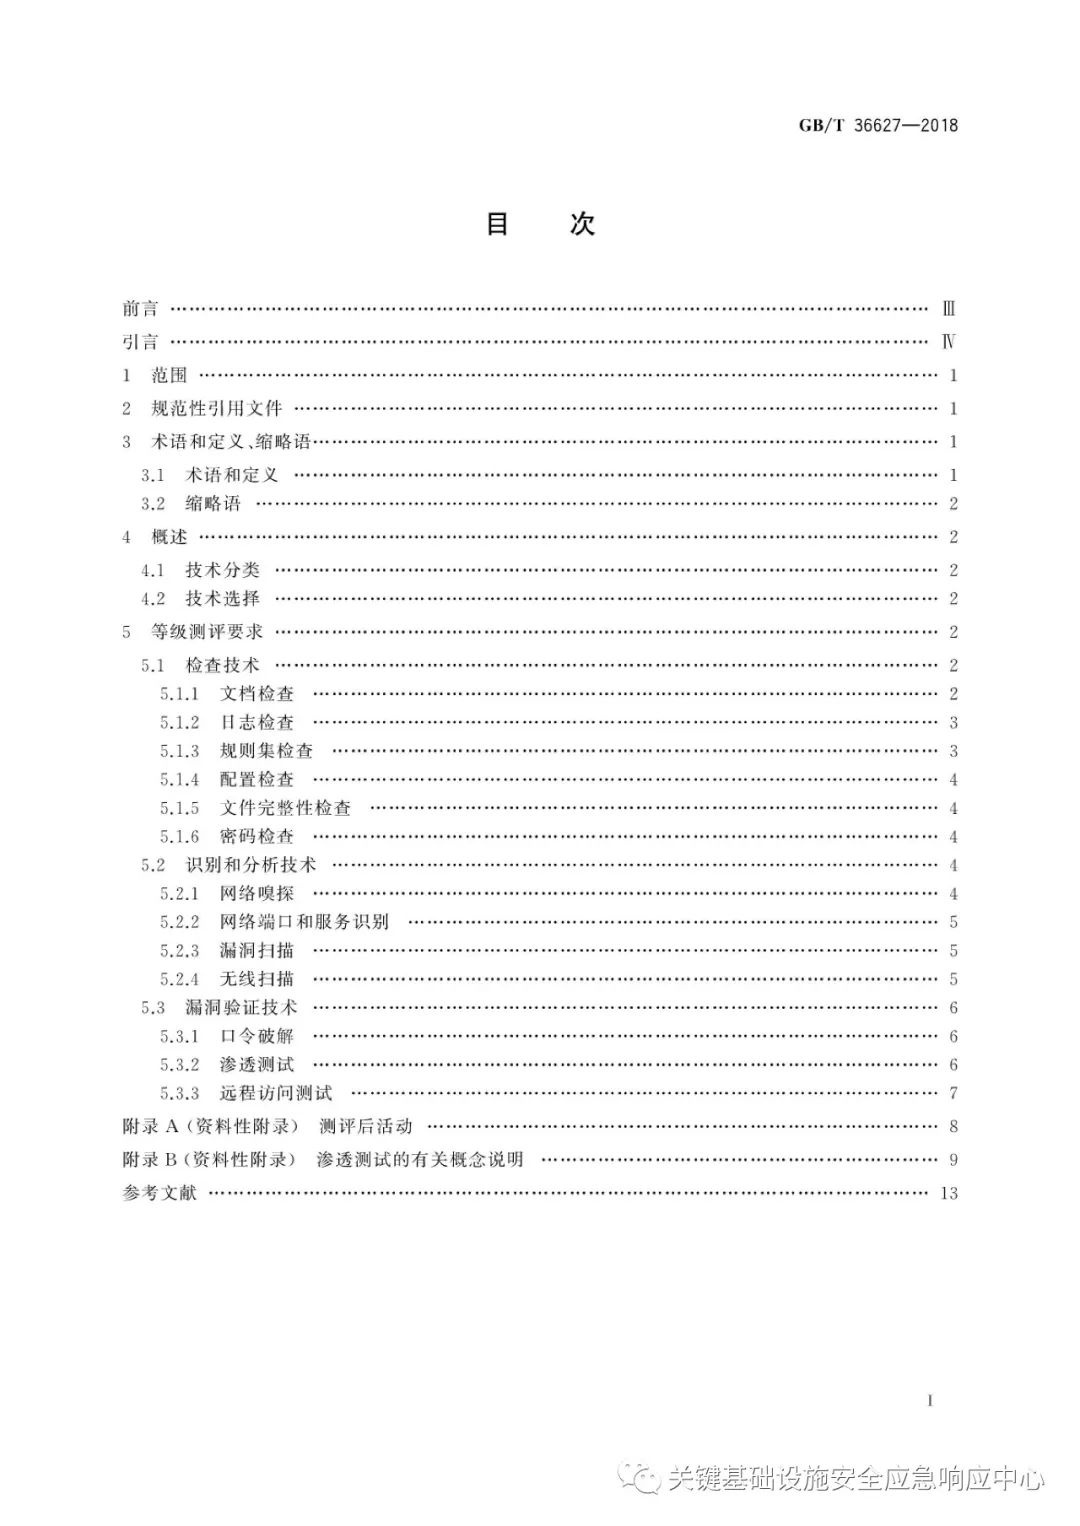 GB/T 36627—2018
目 次
前言 …………………………………………………………………………………… Ⅲ
引言 …………………………………………………………………………………… Ⅳ
1 范围 ………………………………………………………………………………… 1
2 规范性引用文件 …………………………………………………………………… 1
3 术语和定义、缩略语………………………………………………………………… 1
3.1 术语和定义 ……………………………………………………………………… 1
3.2 缩略语 …………………………………………………………………………… 2
4 概述 ………………………………………………………………………………… 2
4.1 技术分类 ………………………………………………………………………… 2
4.2 技术选择 ………………………………………………………………………… 2
5 等级测评要求 ……………………………………………………………………… 2
5.1 检查技术 ………………………………………………………………………… 2
5.1.1 文档检查 ……………………………………………………………………… 2
5.1.2 日志检查 ……………………………………………………………………… 3
5.1.3 规则集检查 …………………………………………………………………… 3
5.1.4 配置检查 ……………………………………………………………………… 4
5.1.5 文件完整性检查 ……………………………………………………………… 4
5.1.6 密码检查 ……………………………………………………………………… 4
5.2 识别和分析技术 ………………………………………………………………… 4
5.2.1 网络嗅探 ……………………………………………………………………… 4
5.2.2 网络端口和服务识别 ………………………………………………………… 5
5.2.3 漏洞扫描 ……………………………………………………………………… 5
5.2.4 无线扫描 ……………………………………………………………………… 5
5.3 漏洞验证技术 …………………………………………………………………… 6
5.3.1 口令破解 ……………………………………………………………………… 6
5.3.2 渗透测试 ……………………………………………………………………… 6
5.3.3 远程访问测试 ………………………………………………………………… 7
附录 A（资料性附录） 测评后活动 …………………………………………………… 8
附录 B（资料性附录） 渗透测试的有关概念说明 …………………………………… 9
参考文献 ……………………………………………………………………………… 13
I
关键基础设施安全应急响应中心